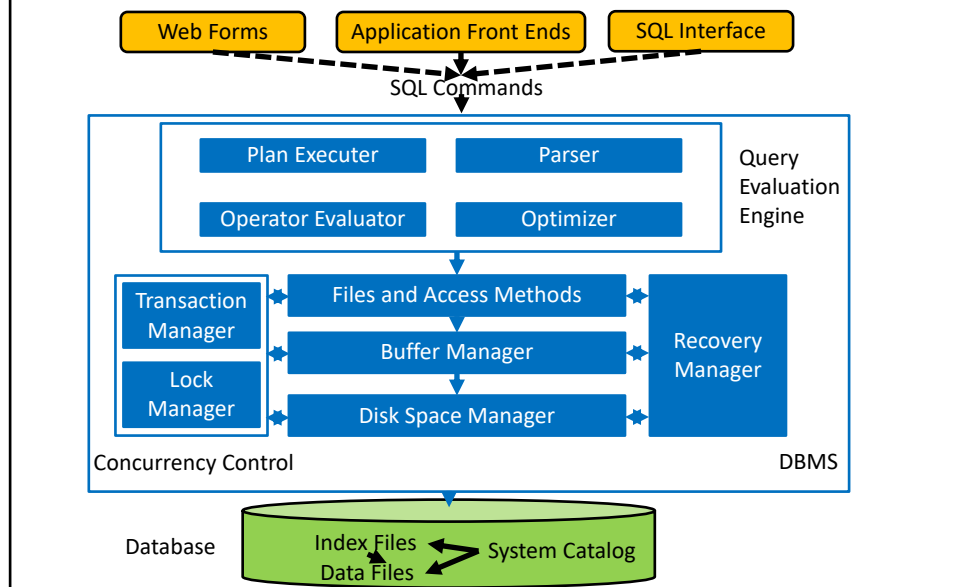 Web Forms
Application Front Ends
SQL Interface
SQL Commands
Plan Executer
Parser
Operator Evaluator
Optimizer
Query
Evaluation
Engine
Transaction
Manager
Lock
Manager
Files and Access Methods
Buffer Manager
Disk Space Manager
Recovery
Manager
Concurrency Control
DBMS
Database
Index Files
Data Files
System Catalog